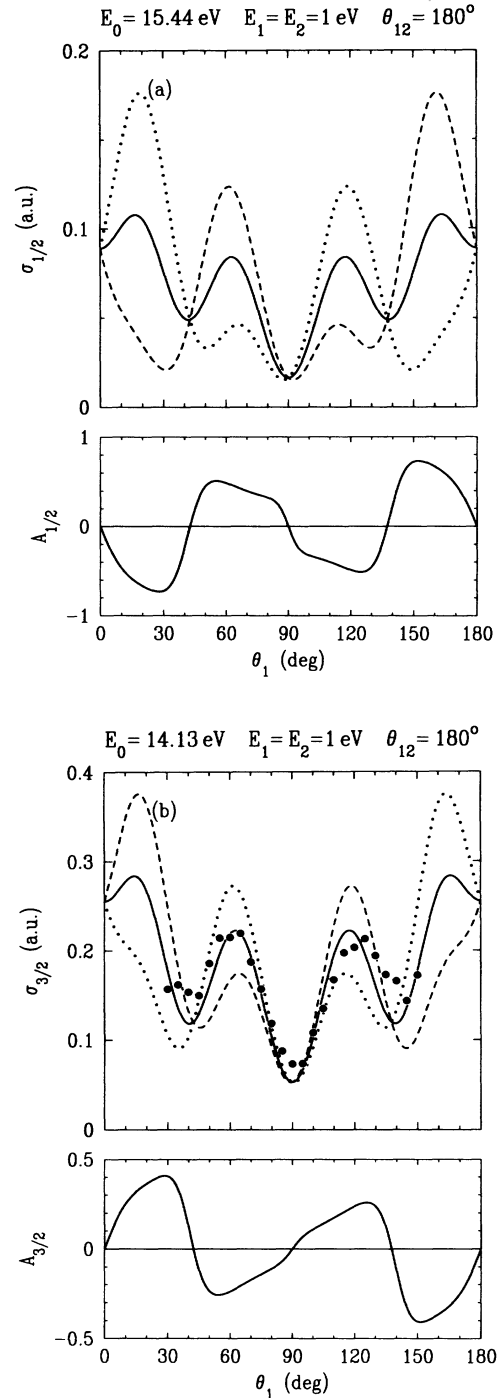 E₀ = 15.44 eV E₁ = E₂ = 1 eV θ₁₂ = 180°
0.2
(a)
σ₁/₂ (a.u.)
0.1
0
1
A₁/₂
0
−1
0 30 60 90 120 150 180
θ₁ (deg)
E₀ = 14.13 eV E₁ = E₂ = 1 eV θ₁₂ = 180°
0.4
(b)
0.3
σ₃/₂ (a.u.)
0.2
0.1
0
0.5
A₃/₂
0
−0.5
0 30 60 90 120 150 180
θ₁ (deg)